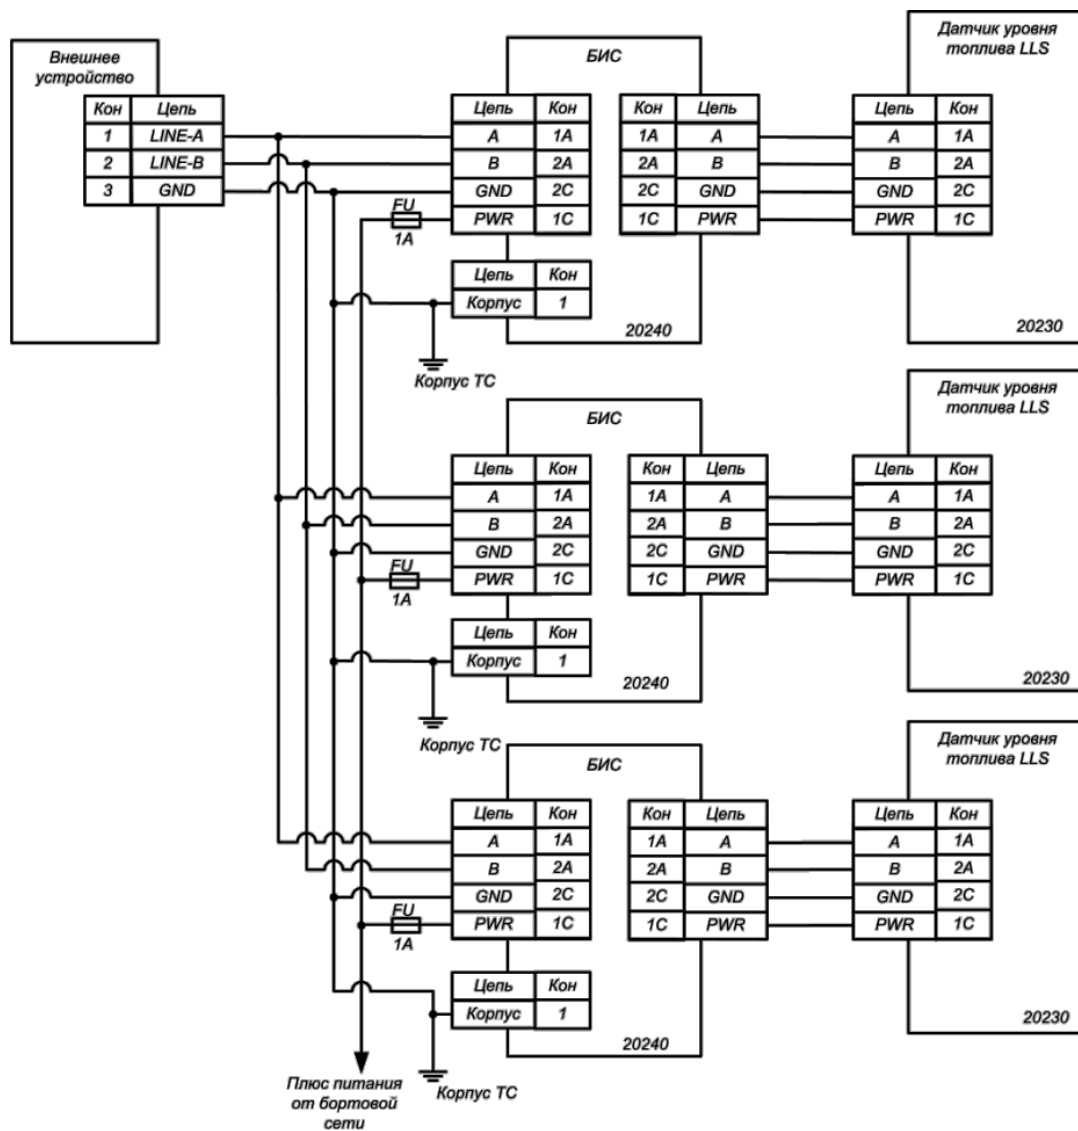 Внешнее
устройство
Кон Цепь
1 LINE-A
2 LINE-B
3 GND
БИС
Цепь Кон
A 1A
B 2A
GND 2C
PWR 1C
FU
1A
Цепь Кон
Корпус 1
20240
Корпус ТС
Кон Цепь
1A A
2A B
2C GND
1C PWR
Датчик уровня
топлива LLS
Цепь Кон
A 1A
B 2A
GND 2C
PWR 1C
20230
БИС
Цепь Кон
A 1A
B 2A
GND 2C
PWR 1C
FU
1A
Цепь Кон
Корпус 1
20240
Корпус ТС
Кон Цепь
1A A
2A B
2C GND
1C PWR
Датчик уровня
топлива LLS
Цепь Кон
A 1A
B 2A
GND 2C
PWR 1C
20230
БИС
Цепь Кон
A 1A
B 2A
GND 2C
PWR 1C
FU
1A
Цепь Кон
Корпус 1
20240
Корпус ТС
Кон Цепь
1A A
2A B
2C GND
1C PWR
Датчик уровня
топлива LLS
Цепь Кон
A 1A
B 2A
GND 2C
PWR 1C
20230
Плюс питания
от бортовой
сети